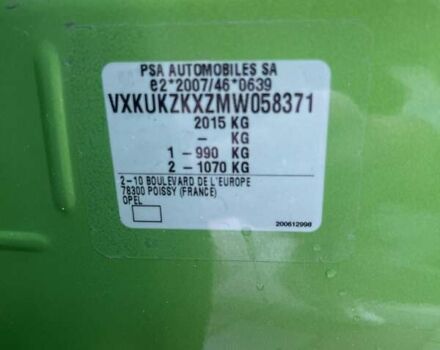 PSA AUTOMOBILES SA
e2*2007/46*0639
VXKUKZKXZMW058371
2015 KG
– KG
1 –990 KG
2 – 1070 KG
2–10 BOULEVARD DE L'EUROPE
78300 POISSY (FRANCE)
OPEL
200612998